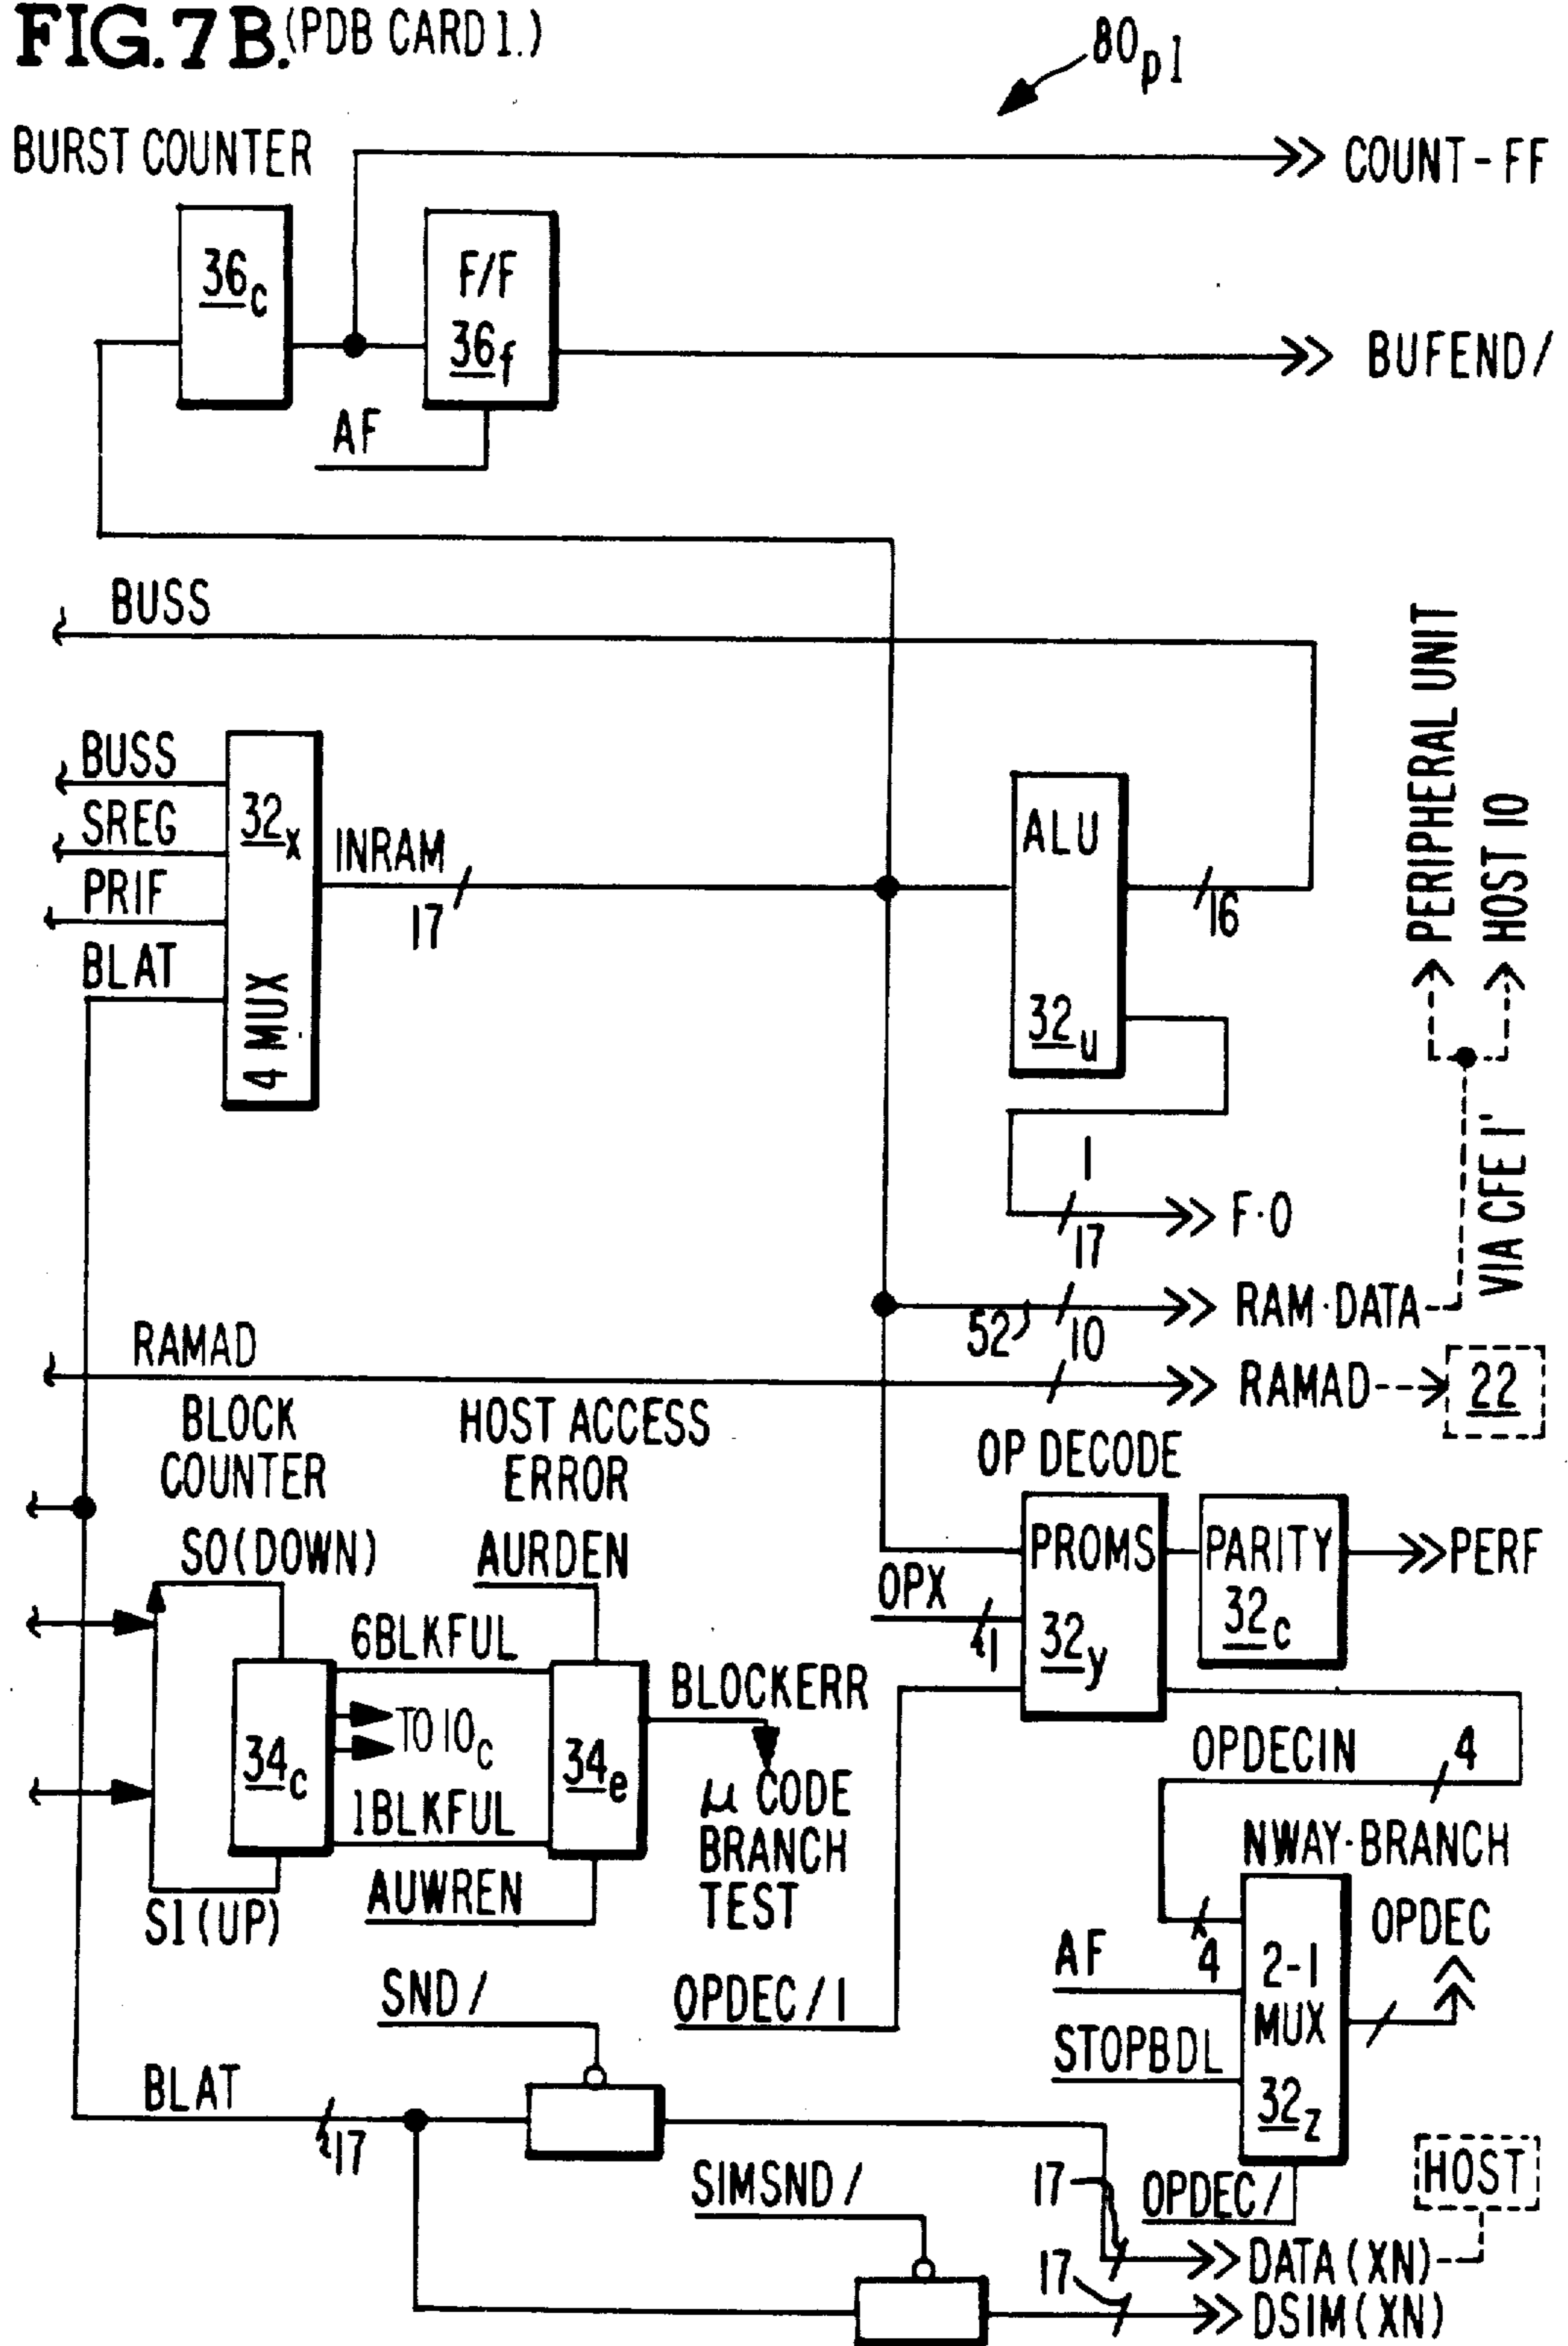 FIG. 7B. (PDB CARD 1.)
80p1
BURST COUNTER
COUNT-FF
36c
F/F
36f
BUFEND/
AF
BUSS
BUSS
SREG
PRIF
BLAT
32x
4 MUX
INRAM
17
ALU
32u
16
PERIPHERAL UNIT
HOST 10
VIA CFE 1'
1
F·O
17
RAM·DATA
52
10
RAMAD
RAMAD
22
BLOCK
COUNTER
HOST ACCESS
ERROR
OP DECODE
SO(DOWN)
AURDEN
PROMS
32y
PARITY
32c
PERF
OPX
1
6BLKFUL
BLOCKERR
TO 10c
34c
34e
1BLKFUL
μ CODE
BRANCH
TEST
OPDECIN
4
NWAY·BRANCH
AUWREN
S1(UP)
OPDEC
4
AF
2-1
MUX
32z
SND/
OPDEC/1
STOPBDL
BLAT
17
SIMSND/
17
OPDEC/
HOST
DATA(XN)
17
DSIM(XN)